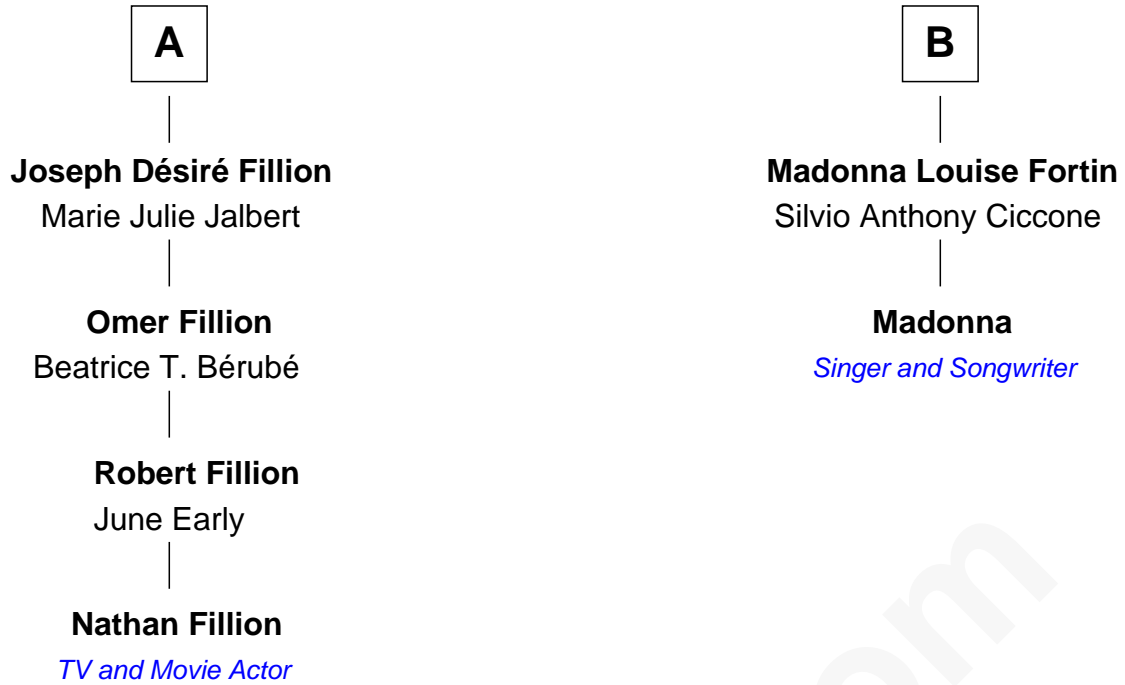 A
Joseph Désiré Fillion
Marie Julie Jalbert
Omer Fillion
Beatrice T. Bérubé
Robert Fillion
June Early
Nathan Fillion
TV and Movie Actor
B
Madonna Louise Fortin
Silvio Anthony Ciccone
Madonna
Singer and Songwriter
om